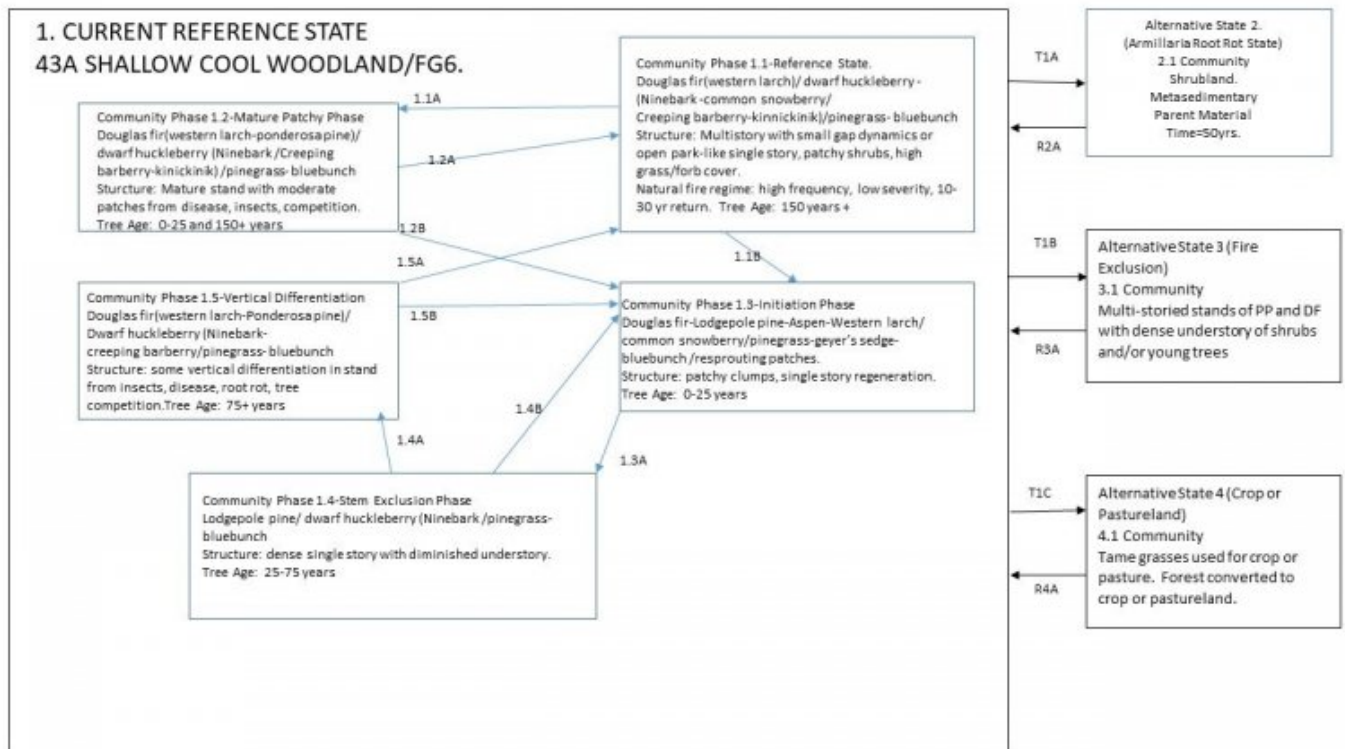 1. CURRENT REFERENCE STATE
43A SHALLOW COOL WOODLAND/FG6.
Community Phase 1.1-Reference State.
Douglas fir(western larch)/ dwarf huckleberry -
(Ninebark -common snowberry/
Creeping barberry-kinnickinik)/pinegrass- bluebunch
Structure: Multistory with small gap dynamics or
open park-like single story, patchy shrubs, high
grass/forb cover.
Natural fire regime: high frequency, low severity, 10-
30 yr return. Tree Age: 150 years +
1.1A
Community Phase 1.2-Mature Patchy Phase
Douglas fir(western larch-ponderosa pine)/
dwarf huckleberry (Ninebark /Creeping
barberry-kinickinik) /pinegrass- bluebunch
Sturcture: Mature stand with moderate
patches from disease, insects, competition.
Tree Age: 0-25 and 150+ years
1.2A
1.2B
1.5A
1.1B
Community Phase 1.5-Vertical Differentiation
Douglas fir(western larch-Ponderosa pine)/
Dwarf huckleberry (Ninebark-
creeping barberry/pinegrass- bluebunch
Structure: some vertical differentiation in stand
from insects, disease, root rot, tree
competition.Tree Age: 75+ years
1.5B
Community Phase 1.3-Initiation Phase
Douglas fir-Lodgepole pine-Aspen-Western larch/
common snowberry/pinegrass-geyer's sedge-
bluebunch /resprouting patches.
Structure: patchy clumps, single story regeneration.
Tree Age: 0-25 years
1.4B
1.4A
1.3A
Community Phase 1.4-Stem Exclusion Phase
Lodgepole pine/ dwarf huckleberry (Ninebark /pinegrass-
bluebunch
Structure: dense single story with diminished understory.
Tree Age: 25-75 years
T1A
R2A
Alternative State 2.
(Armillaria Root Rot State)
2.1 Community
Shrubland.
Metasedimentary
Parent Material
Time=50yrs.
T1B
R3A
Alternative State 3 (Fire
Exclusion)
3.1 Community
Multi-storied stands of PP and DF
with dense understory of shrubs
and/or young trees
T1C
R4A
Alternative State 4 (Crop or
Pastureland)
4.1 Community
Tame grasses used for crop or
pasture. Forest converted to
crop or pastureland.